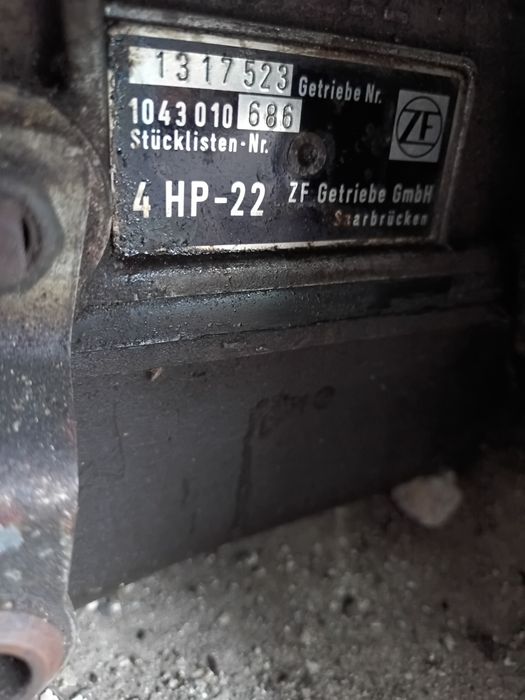 1317523 Getriebe Nr.
1043 010 686
Stücklisten-Nr.
ZF
4 HP-22 ZF Getriebe GmbH
Saarbrücken